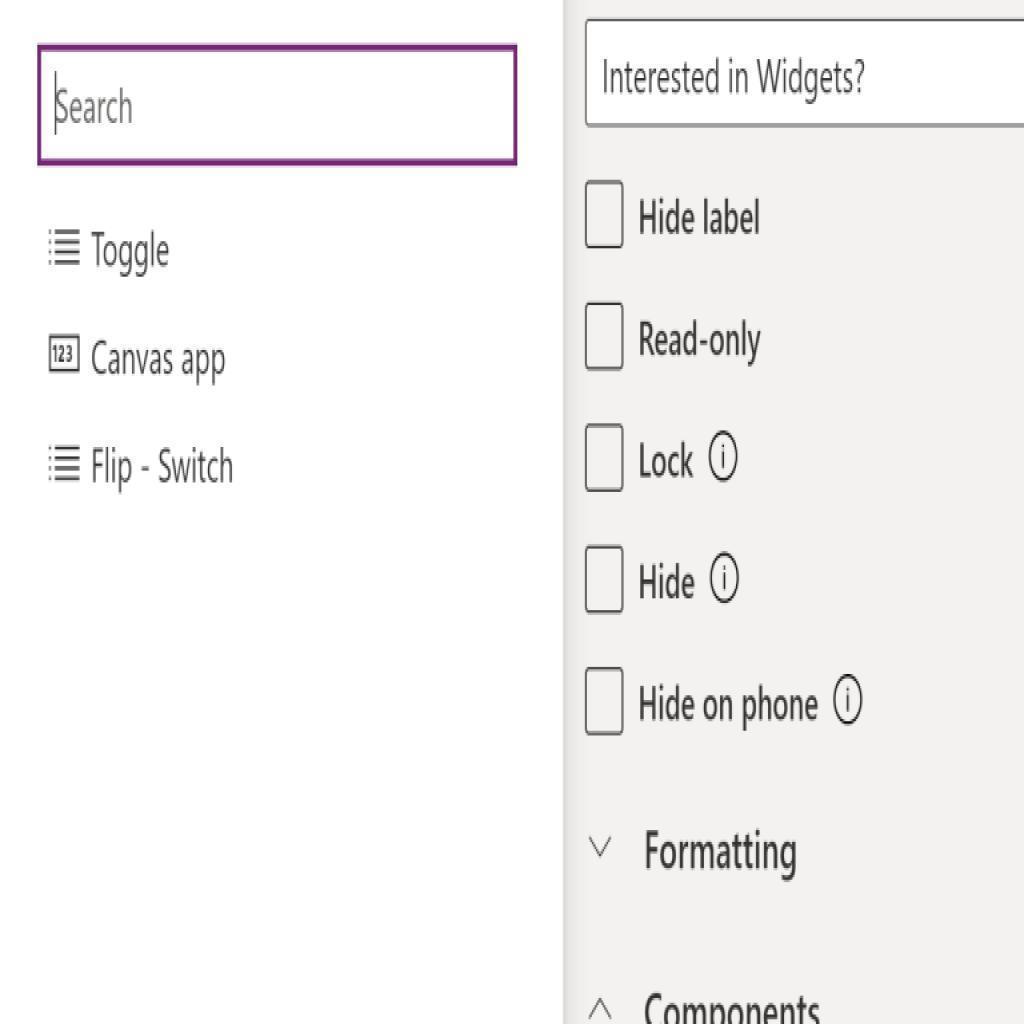 Search
Toggle
123 Canvas app
Flip - Switch
Interested in Widgets?
Hide label
Read-only
Lock
Hide
Hide on phone
Formatting
Components